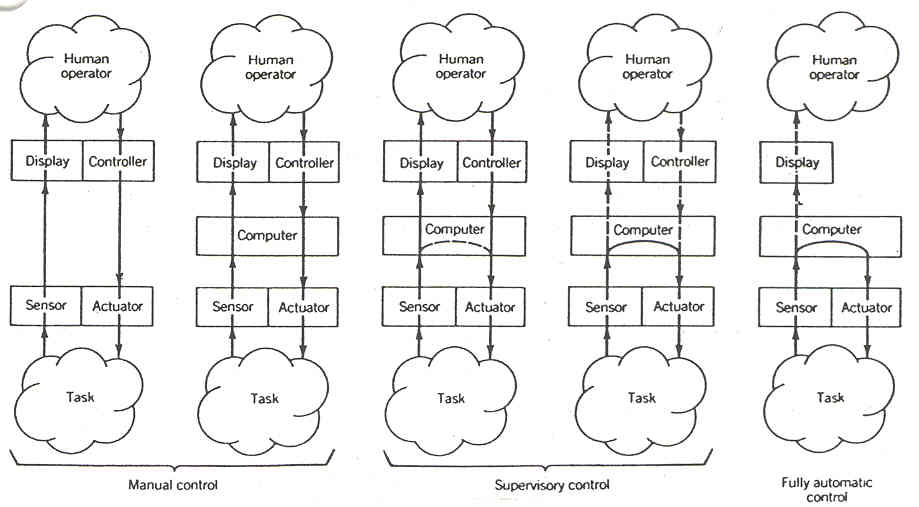 Human
operator
Human
operator
Human
operator
Human
operator
Human
operator
Display
Controller
Display
Controller
Display
Controller
Display
Controller
Display
Computer
Computer
Computer
Computer
Sensor
Actuator
Sensor
Actuator
Sensor
Actuator
Sensor
Actuator
Sensor
Actuator
Task
Task
Task
Task
Task
Manual control
Supervisory control
Fully automatic
control